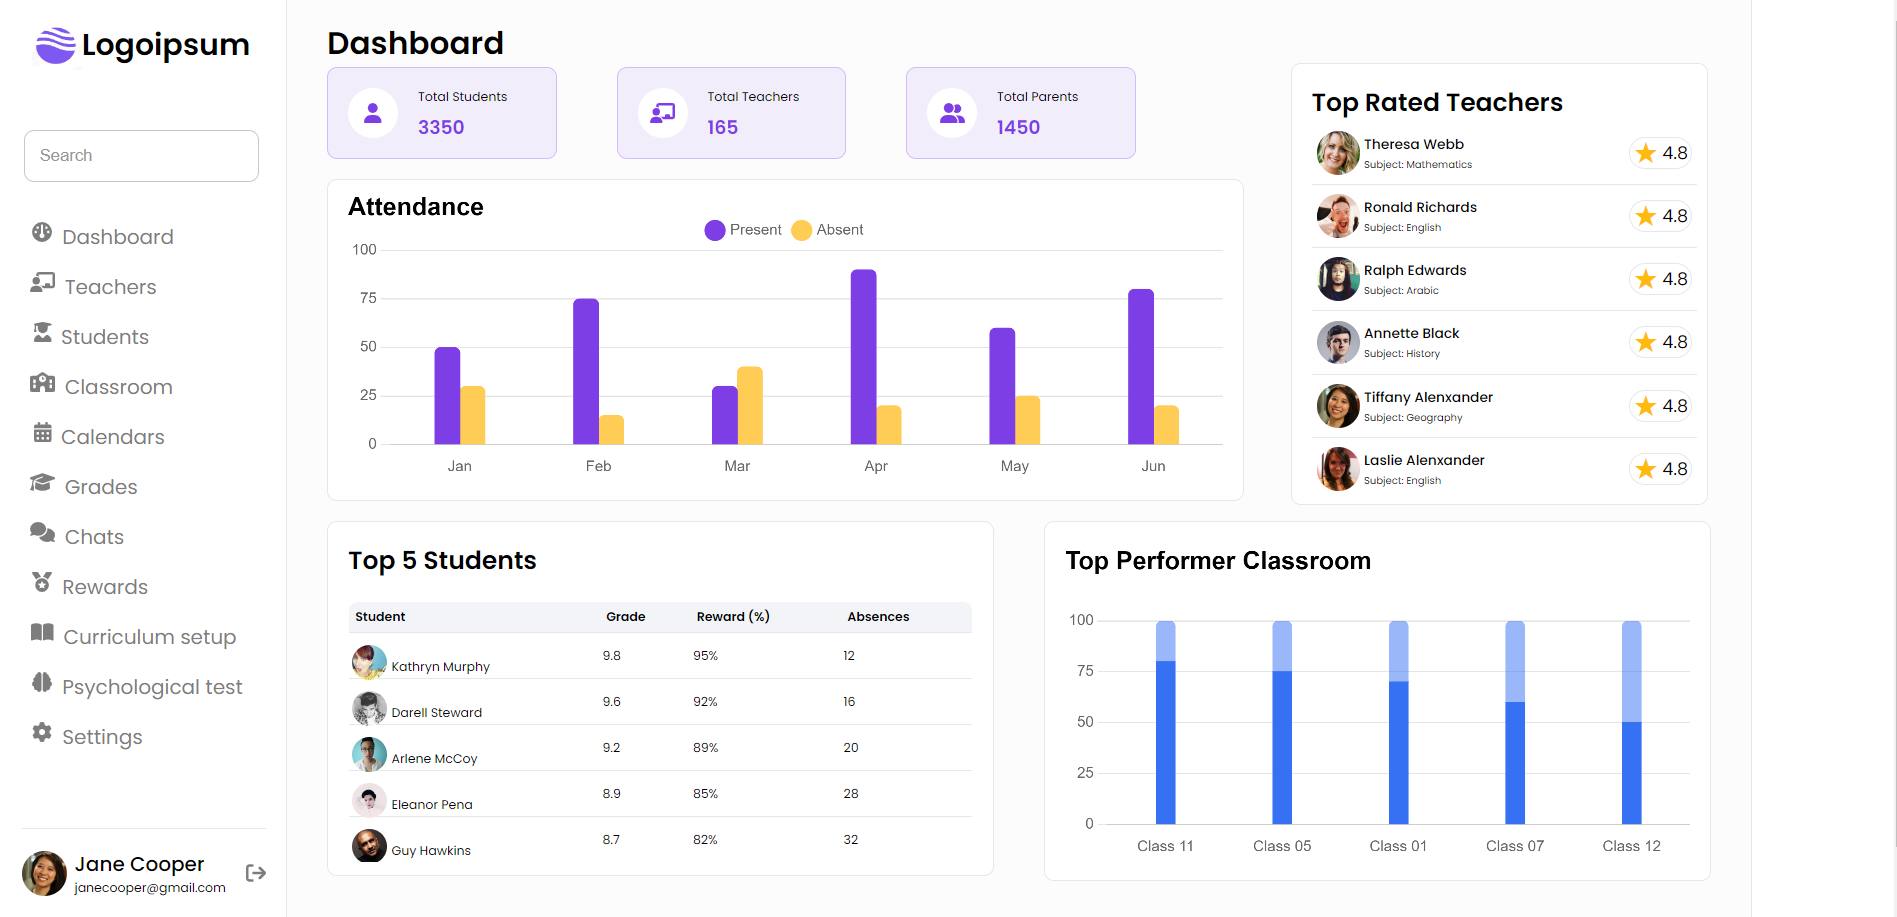 Logoipsum
Search
Dashboard
Teachers
Students
Classroom
Calendars
Grades
Chats
Rewards
Curriculum setup
Psychological test
Settings
Jane Cooper
janecooper@gmail.com
Dashboard
Total Students
3350
Total Teachers
165
Total Parents
1450
Attendance
Present Absent
100
75
50
25
0
Jan Feb Mar Apr May Jun
Top Rated Teachers
Theresa Webb
Subject: Mathematics
4.8
Ronald Richards
Subject: English
4.8
Ralph Edwards
Subject: Arabic
4.8
Annette Black
Subject: History
4.8
Tiffany Alenxander
Subject: Geography
4.8
Laslie Alenxander
Subject: English
4.8
Top 5 Students
Student Grade Reward (%) Absences
Kathryn Murphy 9.8 95% 12
Darell Steward 9.6 92% 16
Arlene McCoy 9.2 89% 20
Eleanor Pena 8.9 85% 28
Guy Hawkins 8.7 82% 32
Top Performer Classroom
100
75
50
25
0
Class 11 Class 05 Class 01 Class 07 Class 12